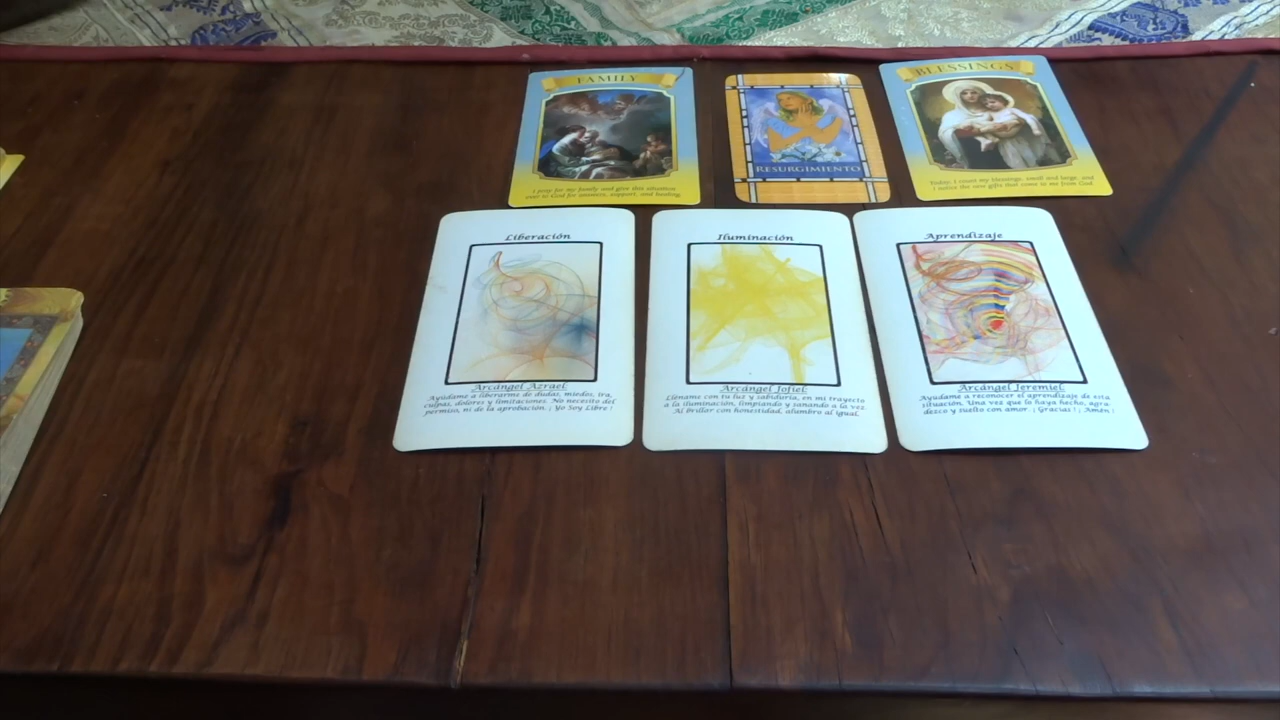 FAMILY
I pray for my family and give this situation
over to God for answers, support, and healing.
RESURGIMIENTO
BLESSINGS
Today, I count my blessings, small and large, and
I notice the new gifts that come to me from God.
Liberación
Arcángel Azrael:
Ayúdame a liberarme de dudas, miedos, ira,
culpas, dolores y limitaciones. No necesito del
permiso, ni de la aprobación. ¡ Yo Soy Libre !
Iluminación
Arcángel Jofiel:
Lléname con tu luz y sabiduría, en mi trayecto
a la iluminación, limpiando y sanando a la vez.
Al brillar con honestidad, alumbro al igual.
Aprendizaje
Arcángel Jeremiel:
Ayudame a reconocer el aprendizaje de esta
situación. Una vez que lo haya hecho, agra-
dezco y suelto con amor. ¡ Gracias ! ¡ Amén !